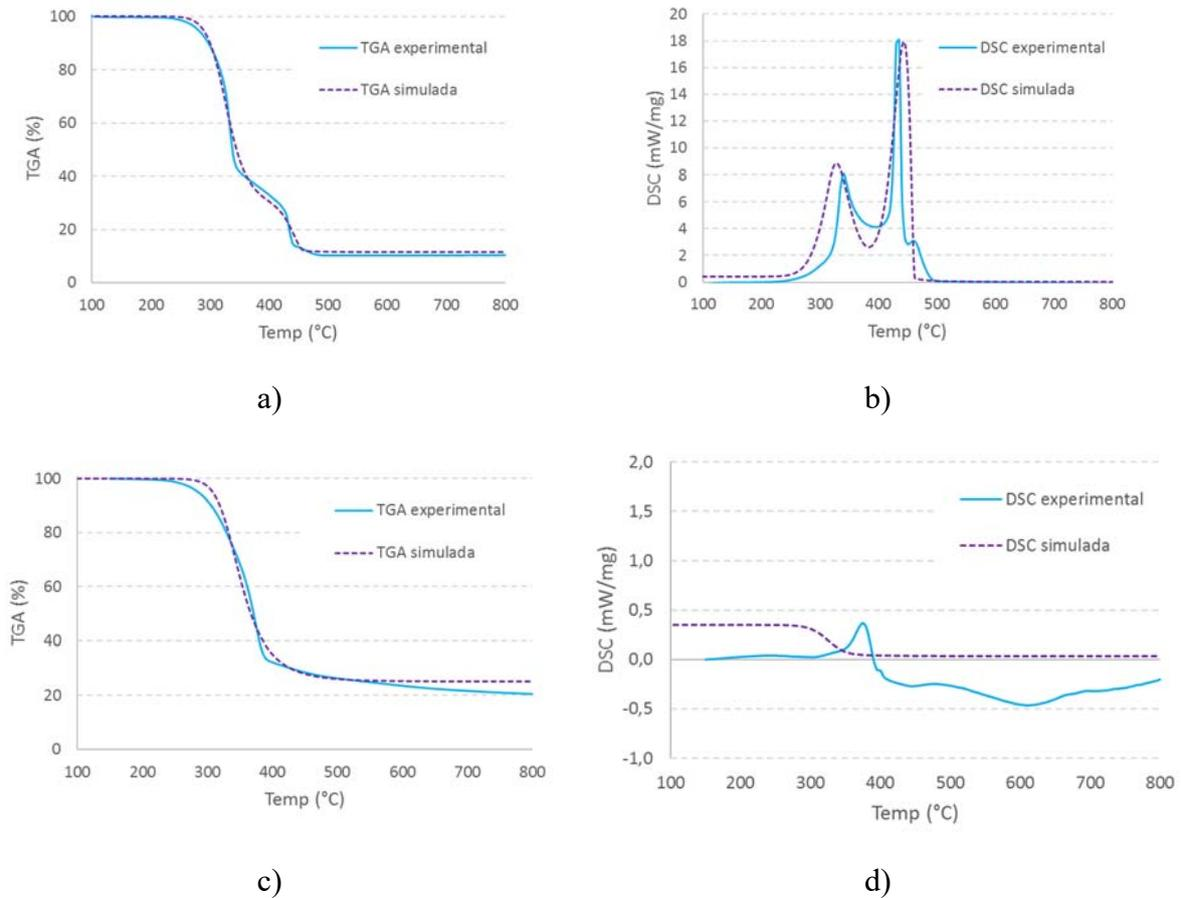 TGA (%)
100
80
60
40
20
0
TGA experimental
TGA simulada
100 200 300 400 500 600 700 800
Temp (°C)
a)
DSC (mW/mg)
20
18
16
14
12
10
8
6
4
2
0
DSC experimental
DSC simulada
100 200 300 400 500 600 700 800
Temp (°C)
b)
TGA (%)
100
80
60
40
20
0
TGA experimental
TGA simulada
100 200 300 400 500 600 700 800
Temp (°C)
c)
DSC (mW/mg)
2,0
1,5
1,0
0,5
0,0
-0,5
-1,0
DSC experimental
DSC simulada
100 200 300 400 500 600 700 800
Temp (°C)
d)